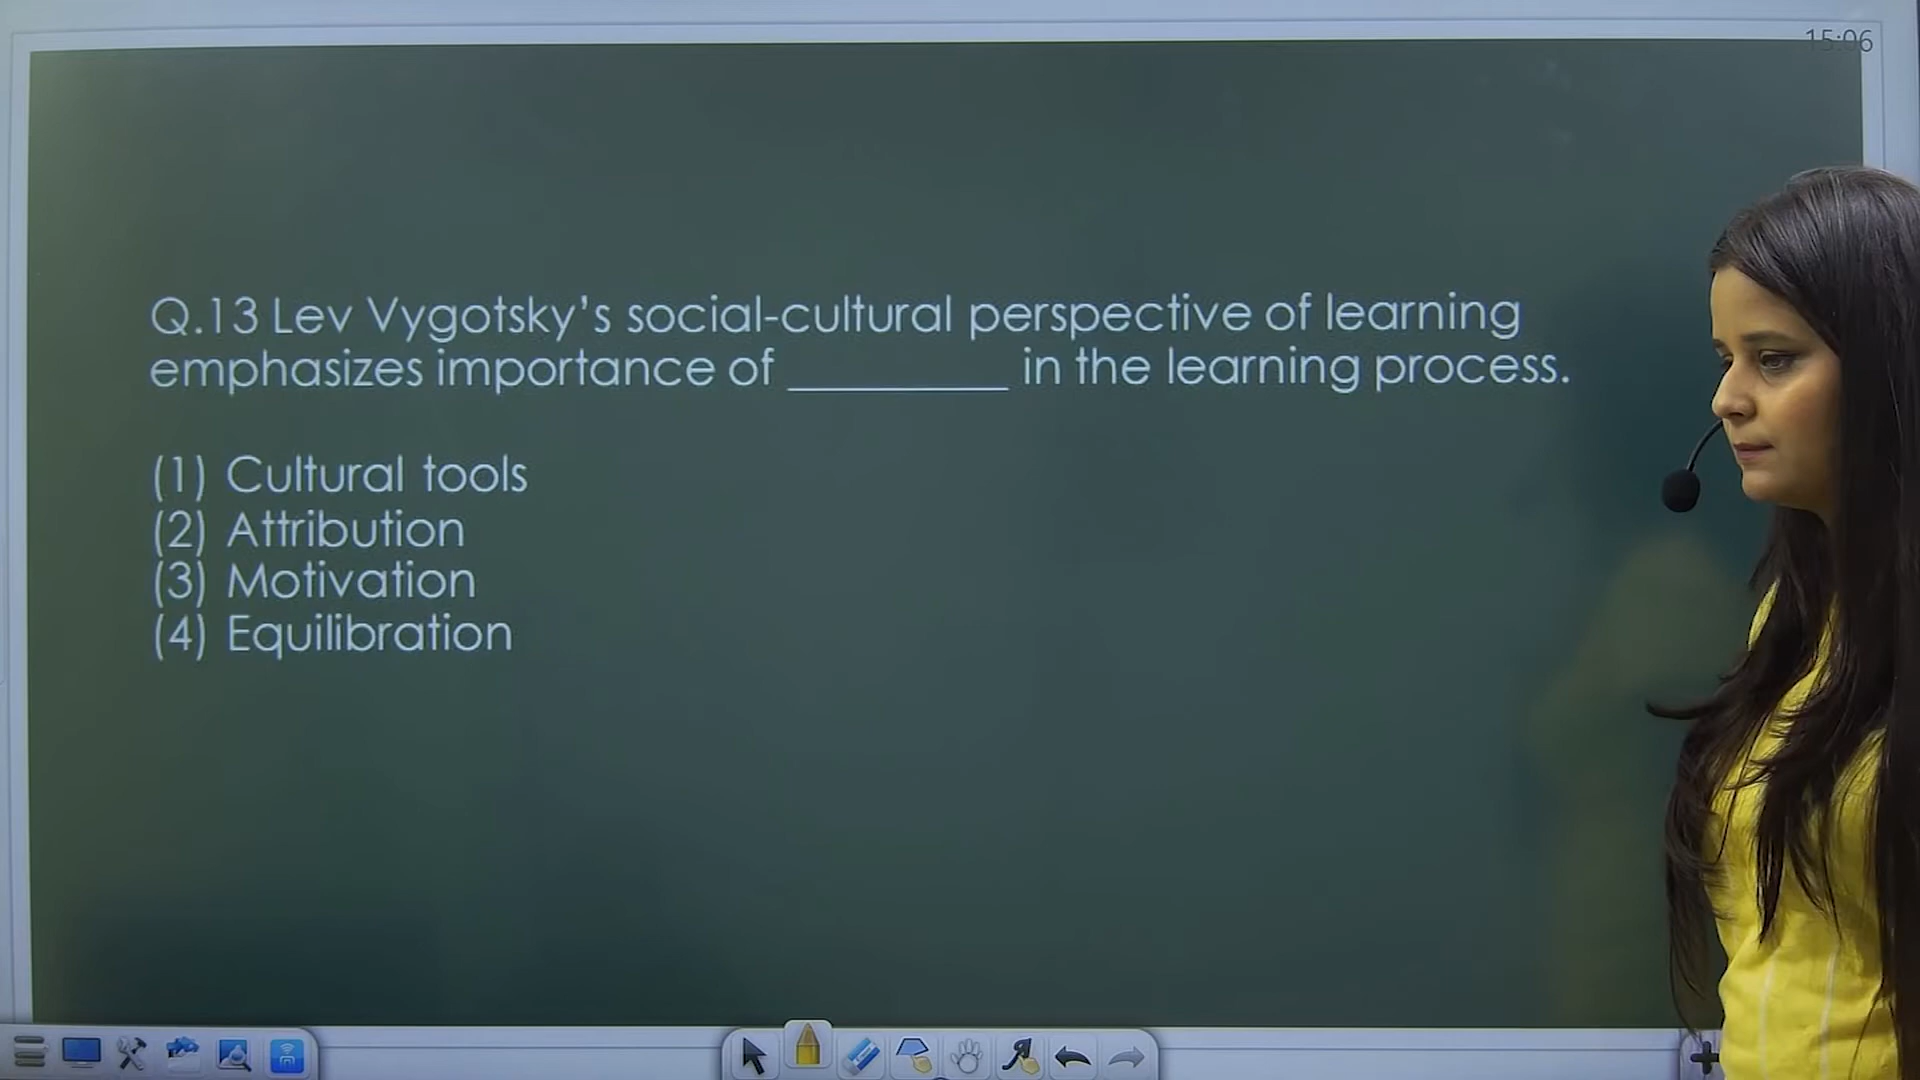 15:06
Q.13 Lev Vygotsky's social-cultural perspective of learning
emphasizes importance of _________ in the learning process.
(1) Cultural tools
(2) Attribution
(3) Motivation
(4) Equilibration